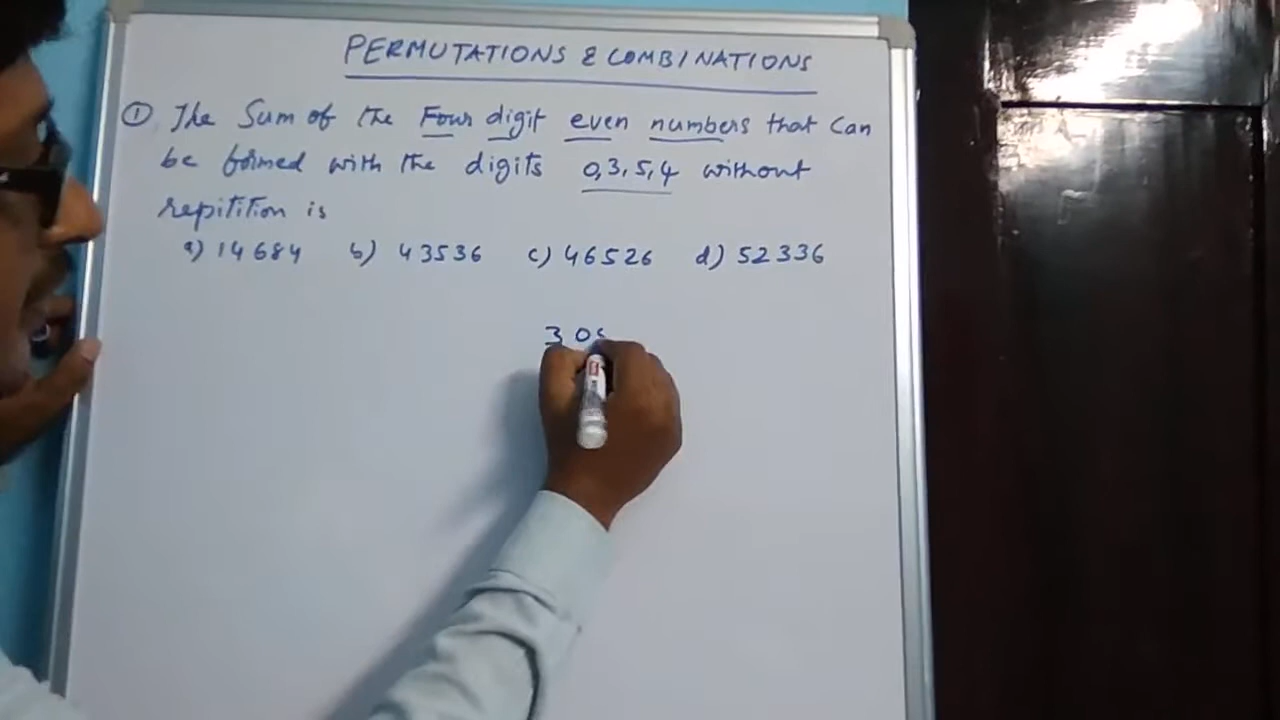 PERMUTATIONS & COMBINATIONS
① The Sum of the Four digit even numbers that can
be formed with the digits 0,3,5,4 without
repitition is
a) 14684 b) 43536 c) 46526 d) 52336
3 0